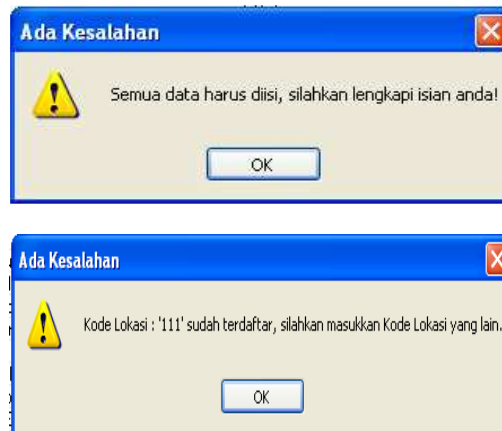 Ada Kesalahan
Semua data harus diisi, silahkan lengkapi isian anda!
OK
Ada Kesalahan
Kode Lokasi : '111' sudah terdaftar, silahkan masukkan Kode Lokasi yang lain.
OK